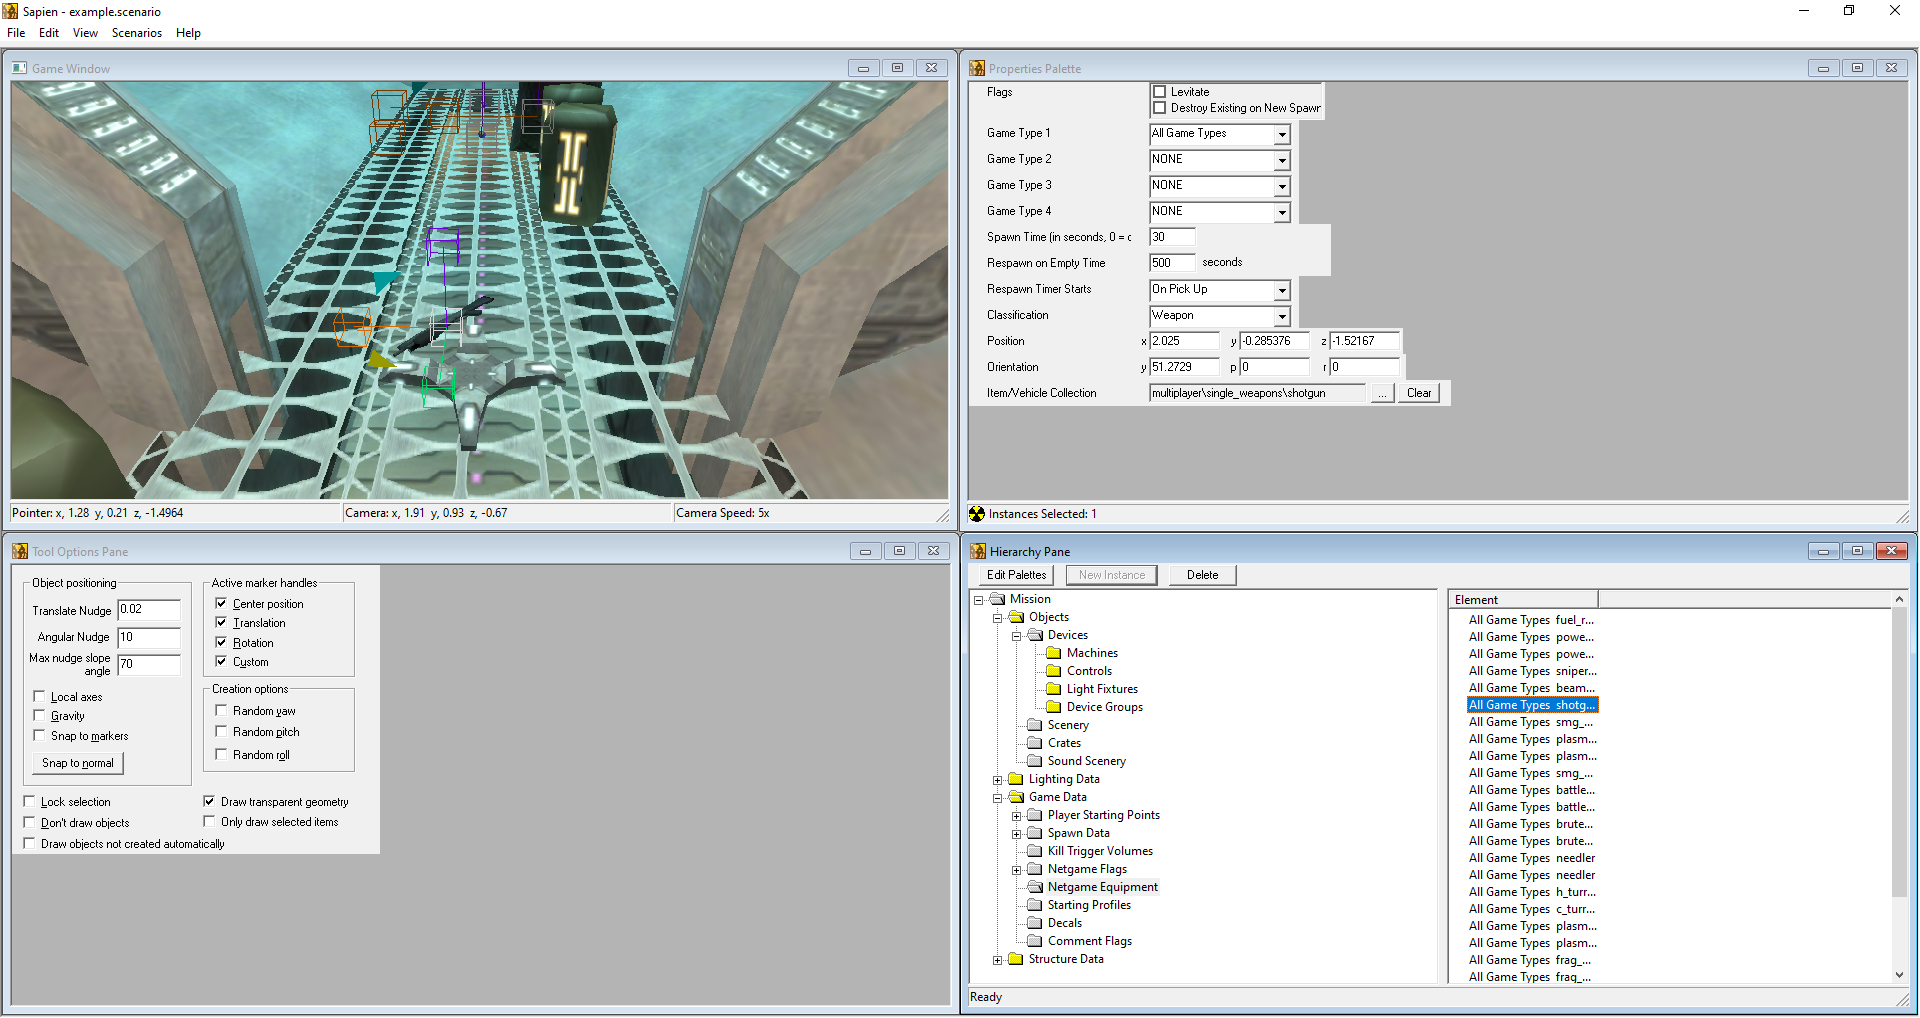 Sapien - example.scenario
File Edit View Scenarios Help
Game Window
Pointer: x, 1.28 y, 0.21 z, -1.4964
Camera: x, 1.91 y, 0.93 z, -0.67
Camera Speed: 5x
Properties Palette
Flags
Levitate
Destroy Existing on New Spawn
Game Type 1 All Game Types
Game Type 2 NONE
Game Type 3 NONE
Game Type 4 NONE
Spawn Time (in seconds, 0 = c 30
Respawn on Empty Time 500 seconds
Respawn Timer Starts On Pick Up
Classification Weapon
Position x 2.025 y -0.285376 z -1.52167
Orientation y 51.2729 p 0 r 0
Item/Vehicle Collection multiplayer\single_weapons\shotgun ... Clear
Instances Selected: 1
Tool Options Pane
Object positioning
Translate Nudge 0.02
Angular Nudge 10
Max nudge slope
angle 70
Local axes
Gravity
Snap to markers
Snap to normal
Active marker handles
Center position
Translation
Rotation
Custom
Creation options
Random yaw
Random pitch
Random roll
Lock selection
Don't draw objects
Draw objects not created automatically
Draw transparent geometry
Only draw selected items
Hierarchy Pane
Edit Palettes New Instance Delete
Mission
Objects
Devices
Machines
Controls
Light Fixtures
Device Groups
Scenery
Crates
Sound Scenery
Lighting Data
Game Data
Player Starting Points
Spawn Data
Kill Trigger Volumes
Netgame Flags
Netgame Equipment
Starting Profiles
Decals
Comment Flags
Structure Data
Element
All Game Types fuel_r...
All Game Types powe...
All Game Types powe...
All Game Types sniper...
All Game Types beam...
All Game Types shotg...
All Game Types smg_...
All Game Types plasm...
All Game Types plasm...
All Game Types smg_...
All Game Types battle...
All Game Types battle...
All Game Types brute...
All Game Types brute...
All Game Types needler
All Game Types needler
All Game Types h_turr...
All Game Types c_turr...
All Game Types plasm...
All Game Types plasm...
All Game Types frag_...
All Game Types frag_...
Ready